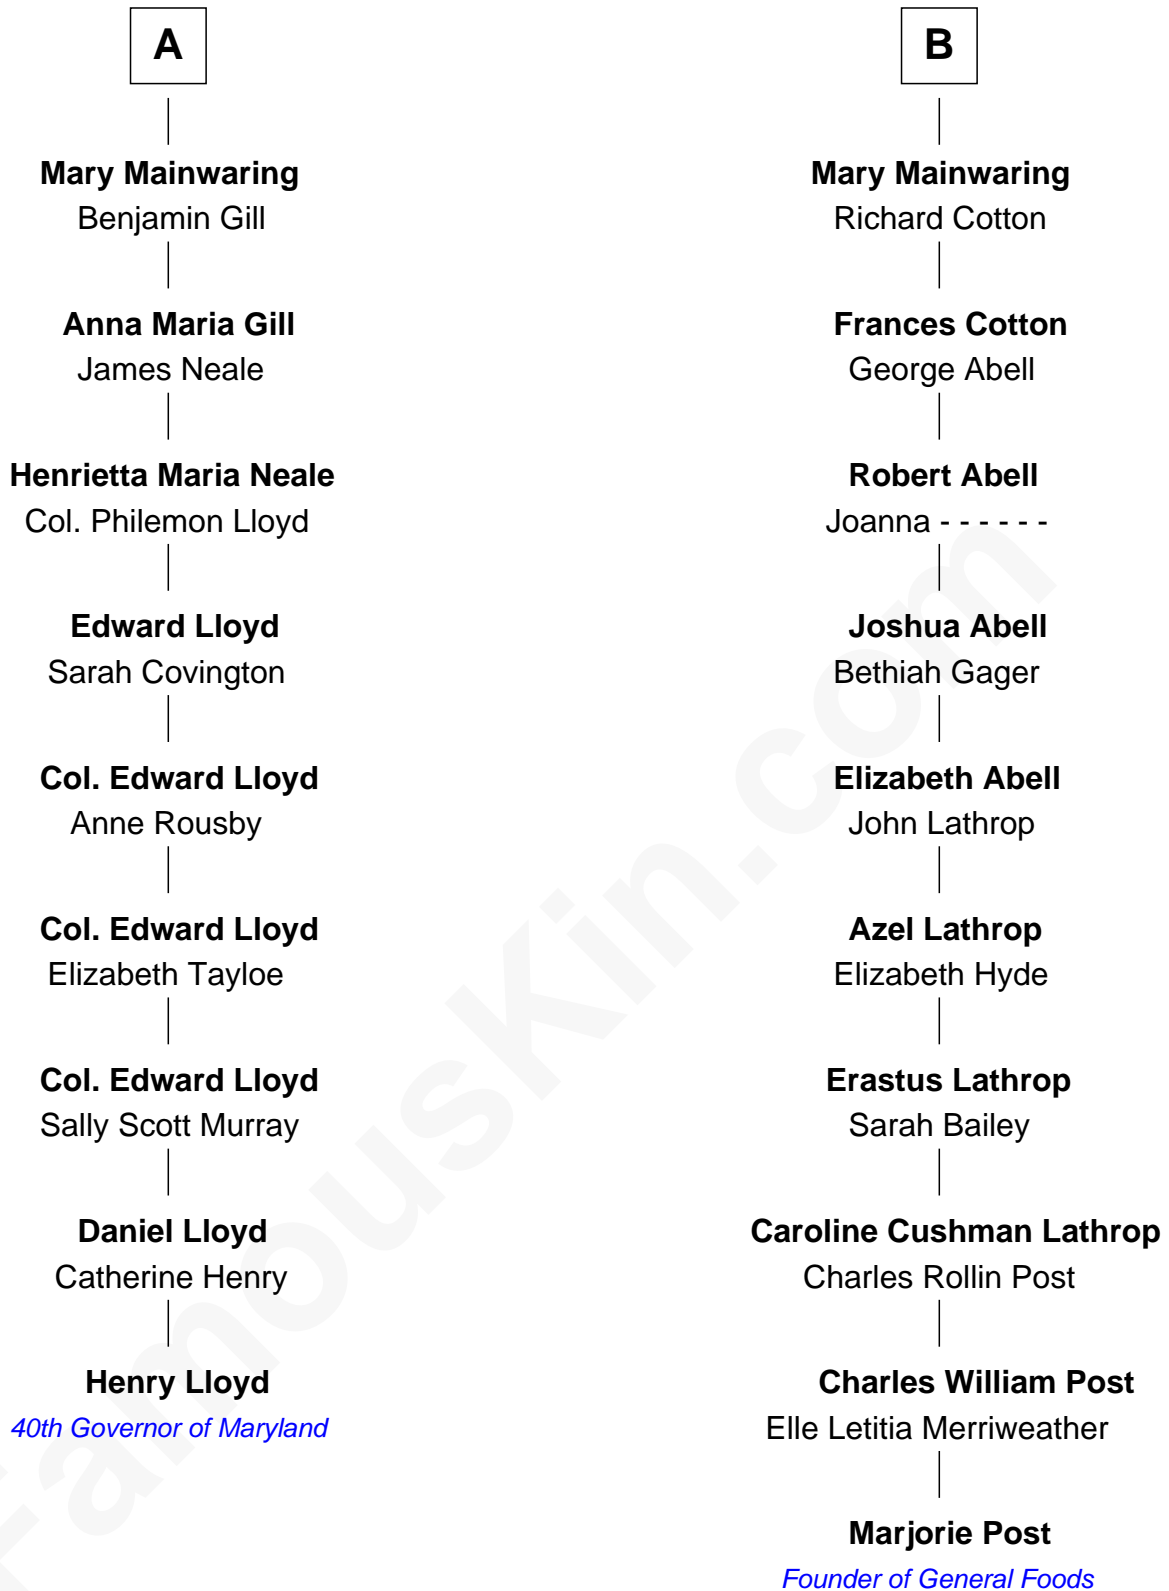 A
Mary Mainwaring
Benjamin Gill
Anna Maria Gill
James Neale
Henrietta Maria Neale
Col. Philemon Lloyd
Edward Lloyd
Sarah Covington
Col. Edward Lloyd
Anne Rousby
Col. Edward Lloyd
Elizabeth Tayloe
Col. Edward Lloyd
Sally Scott Murray
Daniel Lloyd
Catherine Henry
Henry Lloyd
40th Governor of Maryland
B
Mary Mainwaring
Richard Cotton
Frances Cotton
George Abell
Robert Abell
Joanna - - - - - -
Joshua Abell
Bethiah Gager
Elizabeth Abell
John Lathrop
Azel Lathrop
Elizabeth Hyde
Erastus Lathrop
Sarah Bailey
Caroline Cushman Lathrop
Charles Rollin Post
Charles William Post
Elle Letitia Merriweather
Marjorie Post
Founder of General Foods
FamousKin.com